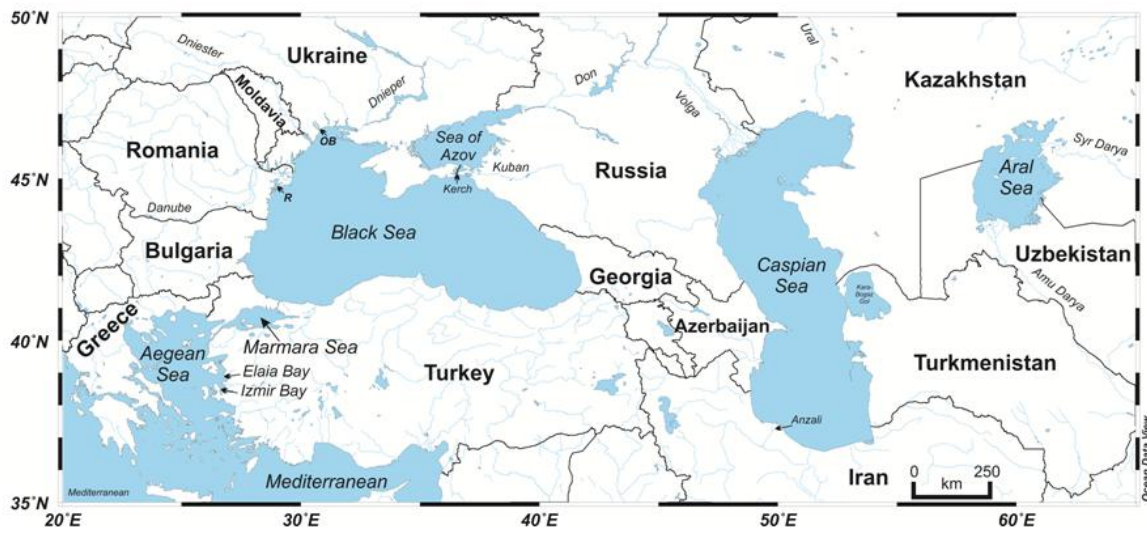 50°N
Dniester
Ukraine
Ural
Kazakhstan
Moldavia
Dnieper
Don
Volga
OB
Sea of
Azov
Syr Darya
Romania
Kuban
Russia
Aral
Sea
45°N
R
Kerch
Danube
Black Sea
Bulgaria
Uzbekistan
Georgia
Caspian
Sea
Kara-
Bogaz
Gol
Amu Darya
Greece
Azerbaijan
40°N
Aegean
Sea
Marmara Sea
Elaia Bay
Izmir Bay
Turkey
Turkmenistan
Anzali
Mediterranean
Mediterranean
Iran
0 250
km
Ocean Data View
35°N
20°E 30°E 40°E 50°E 60°E